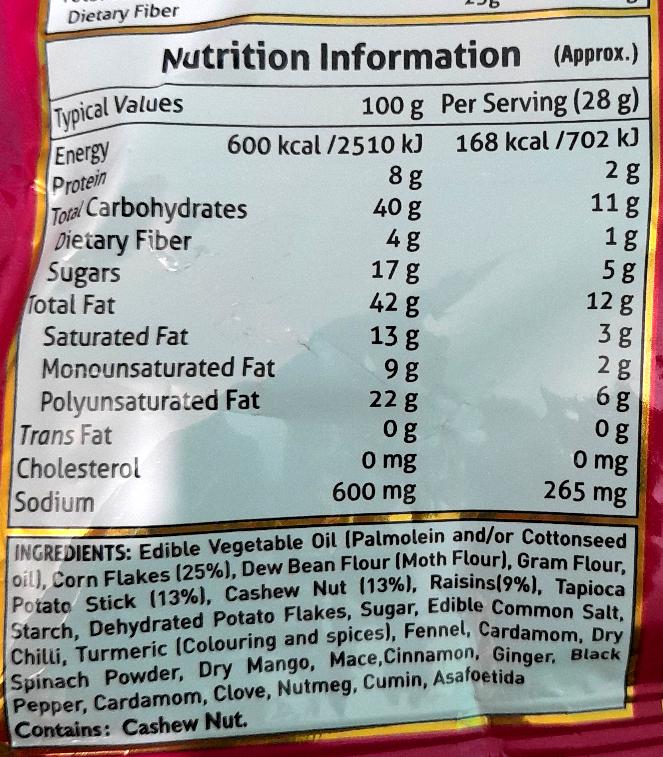 Dietary Fiber
Nutrition Information (Approx.)
Typical Values 100 g Per Serving (28 g)
Energy 600 kcal /2510 kJ 168 kcal /702 kJ
Protein 8 g 2 g
Total Carbohydrates 40 g 11 g
Dietary Fiber 4 g 1 g
Sugars 17 g 5 g
Total Fat 42 g 12 g
Saturated Fat 13 g 3 g
Monounsaturated Fat 9 g 2 g
Polyunsaturated Fat 22 g 6 g
Trans Fat 0 g 0 g
Cholesterol 0 mg 0 mg
Sodium 600 mg 265 mg
INGREDIENTS: Edible Vegetable Oil (Palmolein and/or Cottonseed
oil), Corn Flakes (25%), Dew Bean Flour (Moth Flour), Gram Flour,
Potato Stick (13%), Cashew Nut (13%), Raisins(9%), Tapioca
Starch, Dehydrated Potato Flakes, Sugar, Edible Common Salt,
Chilli, Turmeric (Colouring and spices), Fennel, Cardamom, Dry
Spinach Powder, Dry Mango, Mace,Cinnamon, Ginger, Black
Pepper, Cardamom, Clove, Nutmeg, Cumin, Asafoetida
Contains: Cashew Nut.